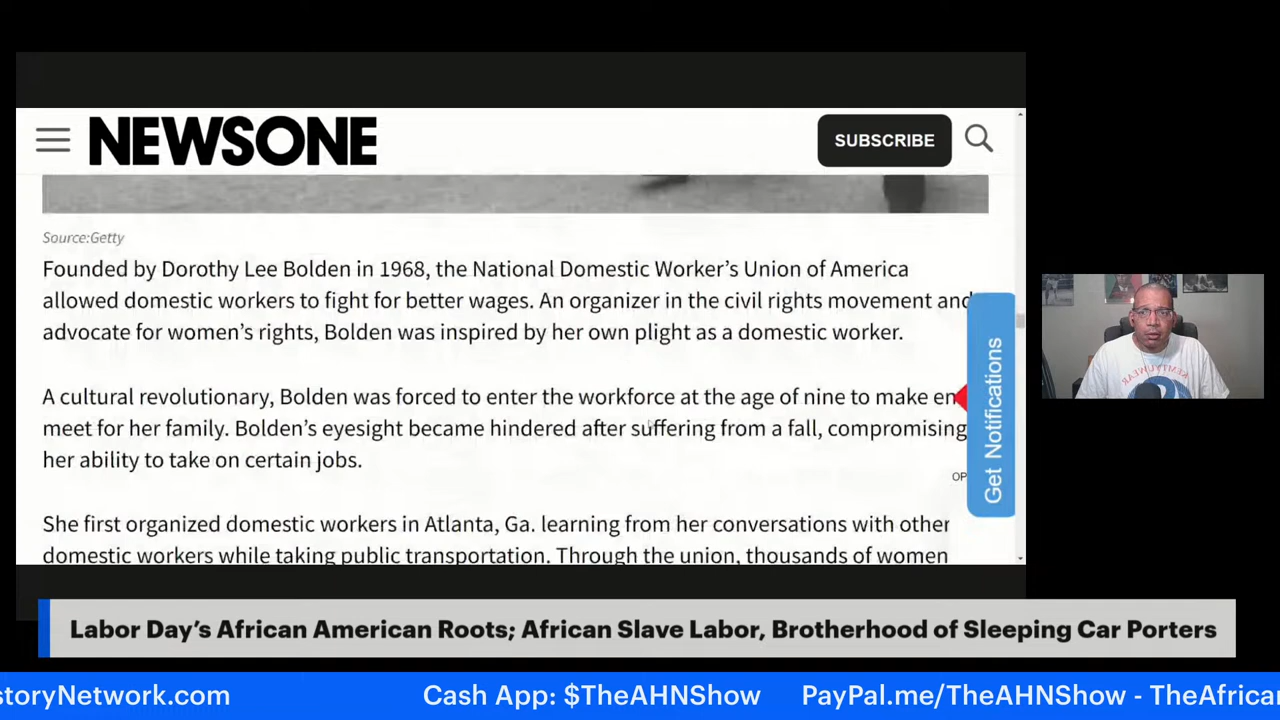 NEWSONE
SUBSCRIBE
Source:Getty
Founded by Dorothy Lee Bolden in 1968, the National Domestic Worker’s Union of America
allowed domestic workers to fight for better wages. An organizer in the civil rights movement and
advocate for women’s rights, Bolden was inspired by her own plight as a domestic worker.
A cultural revolutionary, Bolden was forced to enter the workforce at the age of nine to make en
meet for her family. Bolden’s eyesight became hindered after suffering from a fall, compromising
her ability to take on certain jobs.
OP
She first organized domestic workers in Atlanta, Ga. learning from her conversations with other
domestic workers while taking public transportation. Through the union, thousands of women
Get Notifications
KEMTUWEAR
Labor Day’s African American Roots; African Slave Labor, Brotherhood of Sleeping Car Porters
storyNetwork.com Cash App: $TheAHNShow PayPal.me/TheAHNShow - TheAfrican